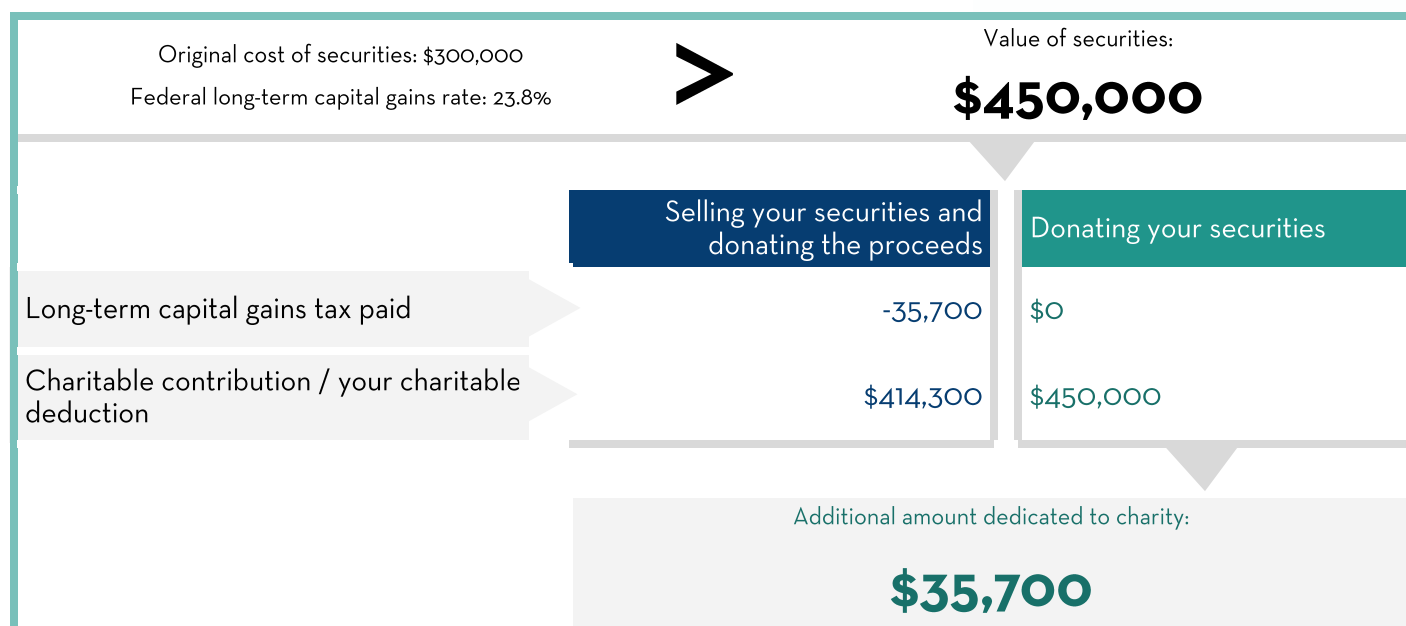 Original cost of securities: $300,000
Federal long-term capital gains rate: 23.8%
>
Value of securities:
$450,000
Selling your securities and
donating the proceeds
Donating your securities
Long-term capital gains tax paid
-35,700
$0
Charitable contribution / your charitable
deduction
$414,300
$450,000
Additional amount dedicated to charity:
$35,700